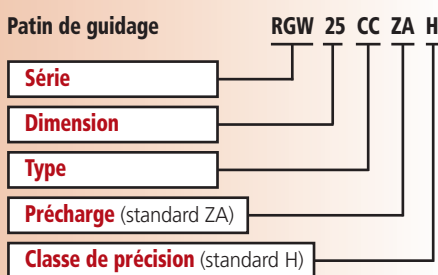 Patin de guidage RGW 25 CC ZA H
Série
Dimension
Type
Précharge (standard ZA)
Classe de précision (standard H)